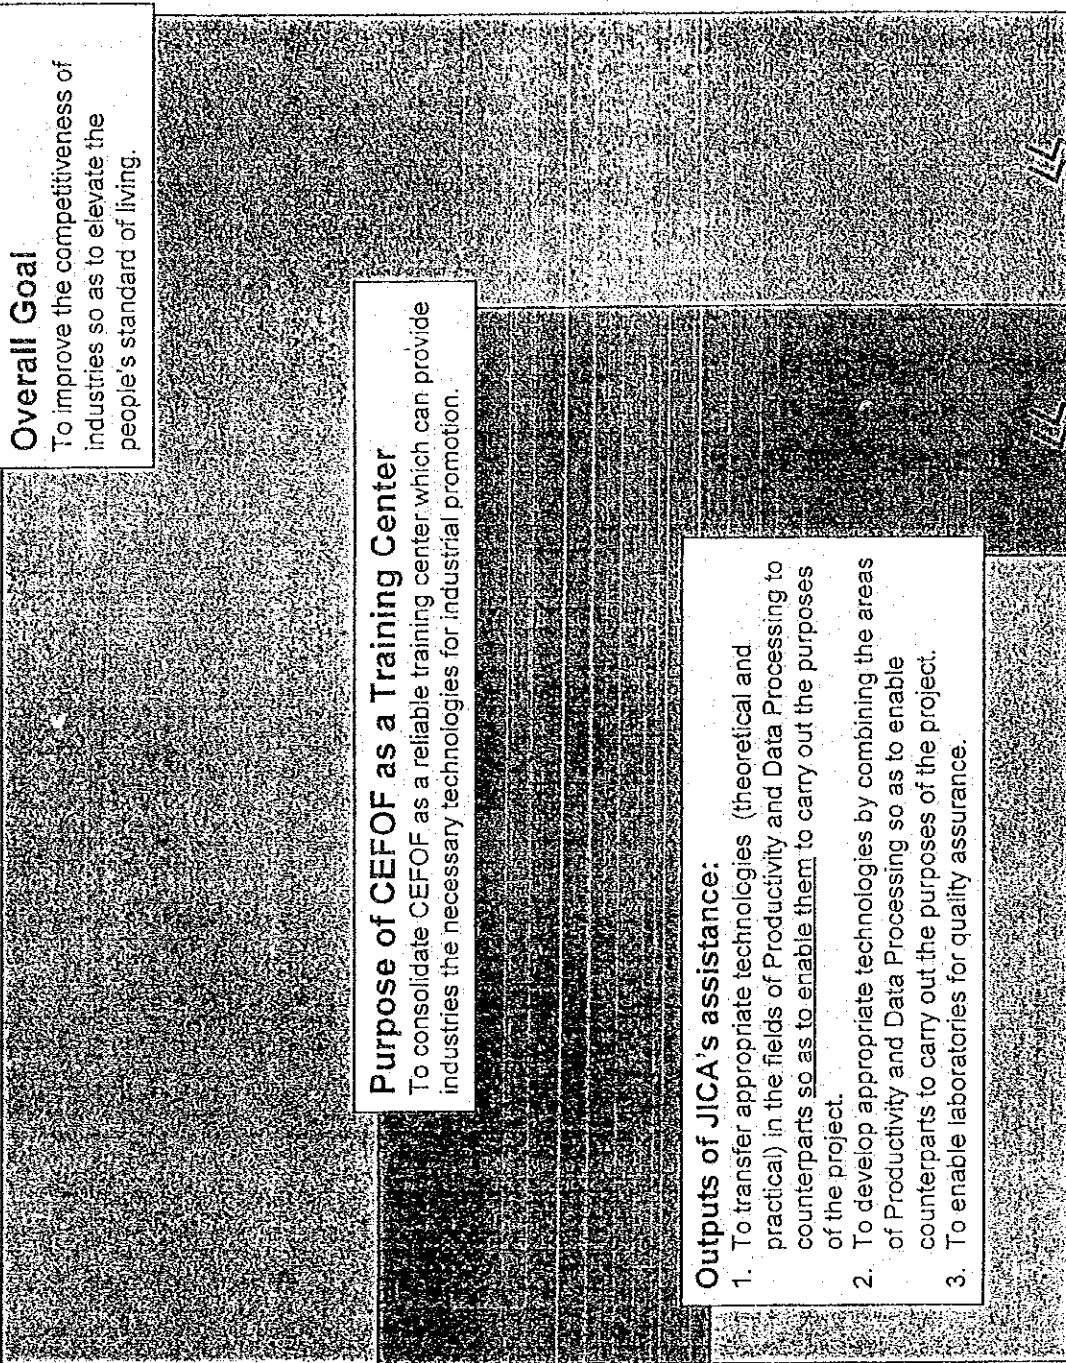 Overall Goal
To improve the competitiveness of
industries so as to elevate the
people's standard of living.
Purpose of CEFOF as a Training Center
To consolidate CEFOF as a reliable training center which can provide
industries the necessary technologies for industrial promotion.
Outputs of JICA's assistance:
1. To transfer appropriate technologies (theoretical and
practical) in the fields of Productivity and Data Processing to
counterparts so as to enable them to carry out the purposes
of the project.
2. To develop appropriate technologies by combining the areas
of Productivity and Data Processing so as to enable
counterparts to carry out the purposes of the project.
3. To enable laboratories for quality assurance.